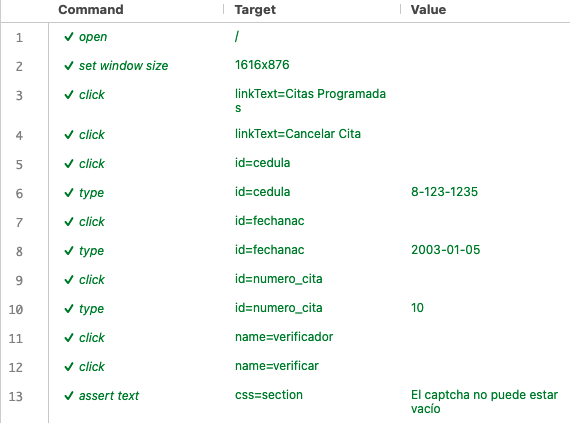 Command Target Value
1 ✓ open /
2 ✓ set window size 1616x876
3 ✓ click linkText=Citas Programada
s
4 ✓ click linkText=Cancelar Cita
5 ✓ click id=cedula
6 ✓ type id=cedula 8-123-1235
7 ✓ click id=fechanac
8 ✓ type id=fechanac 2003-01-05
9 ✓ click id=numero_cita
10 ✓ type id=numero_cita 10
11 ✓ click name=verificador
12 ✓ click name=verificar
13 ✓ assert text css=section El captcha no puede estar
vacío